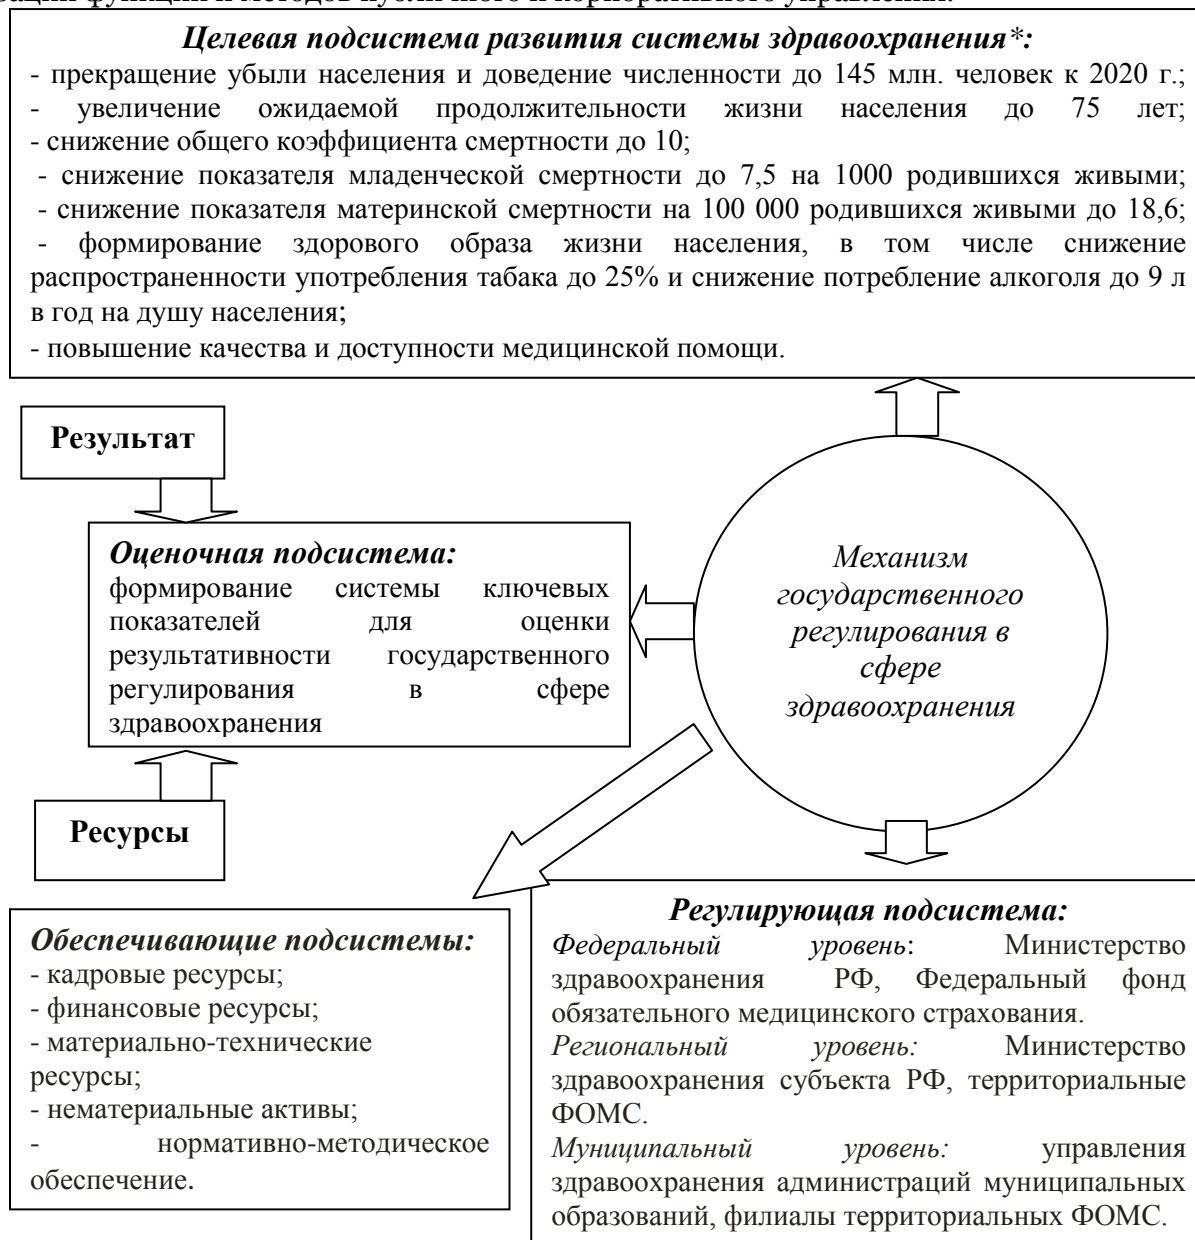 функции и методов публичного и корпоративного управления.
Целевая подсистема развития системы здравоохранения*:
- прекращение убыли населения и доведение численности до 145 млн. человек к 2020 г.;
- увеличение ожидаемой продолжительности жизни населения до 75 лет;
- снижение общего коэффициента смертности до 10;
- снижение показателя младенческой смертности до 7,5 на 1000 родившихся живыми;
- снижение показателя материнской смертности на 100 000 родившихся живыми до 18,6;
- формирование здорового образа жизни населения, в том числе снижение
распространенности употребления табака до 25% и снижение потребление алкоголя до 9 л
в год на душу населения;
- повышение качества и доступности медицинской помощи.
Результат
Оценочная подсистема:
формирование системы ключевых
показателей для оценки
результативности государственного
регулирования в сфере
здравоохранения
Ресурсы
Механизм
государственного
регулирования в
сфере
здравоохранения
Обеспечивающие подсистемы:
- кадровые ресурсы;
- финансовые ресурсы;
- материально-технические
ресурсы;
- нематериальные активы;
- нормативно-методическое
обеспечение.
Регулирующая подсистема:
Федеральный уровень: Министерство
здравоохранения РФ, Федеральный фонд
обязательного медицинского страхования.
Региональный уровень: Министерство
здравоохранения субъекта РФ, территориальные
ФОМС.
Муниципальный уровень: управления
здравоохранения администраций муниципальных
образований, филиалы территориальных ФОМС.